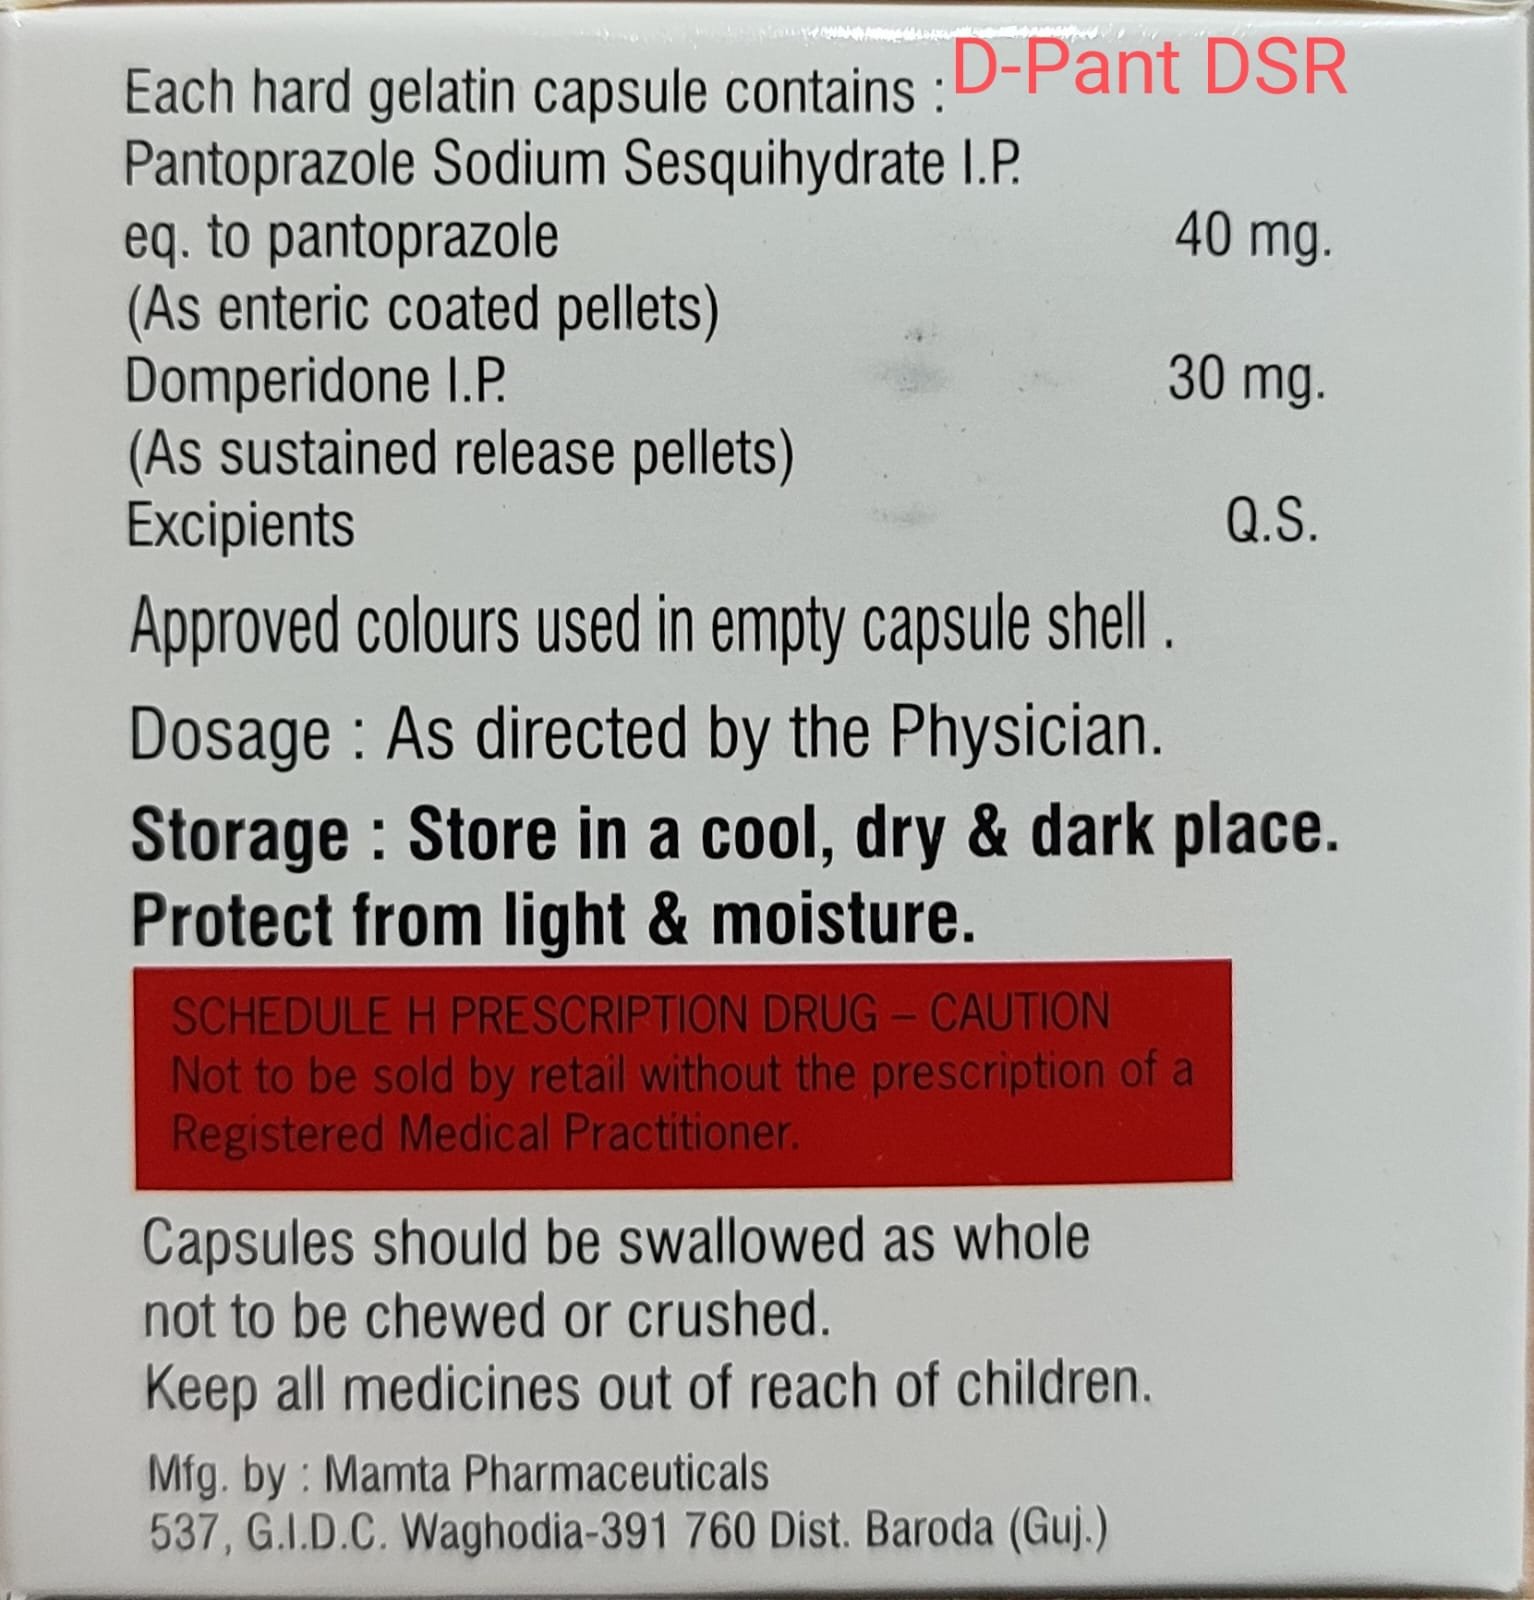 D-Pant DSR
Each hard gelatin capsule contains :
Pantoprazole Sodium Sesquihydrate I.P.
eq. to pantoprazole 40 mg.
(As enteric coated pellets)
Domperidone I.P. 30 mg.
(As sustained release pellets)
Excipients Q.S.
Approved colours used in empty capsule shell .
Dosage : As directed by the Physician.
Storage : Store in a cool, dry & dark place.
Protect from light & moisture.
SCHEDULE H PRESCRIPTION DRUG – CAUTION
Not to be sold by retail without the prescription of a
Registered Medical Practitioner.
Capsules should be swallowed as whole
not to be chewed or crushed.
Keep all medicines out of reach of children.
Mfg. by : Mamta Pharmaceuticals
537, G.I.D.C. Waghodia-391 760 Dist. Baroda (Guj.)